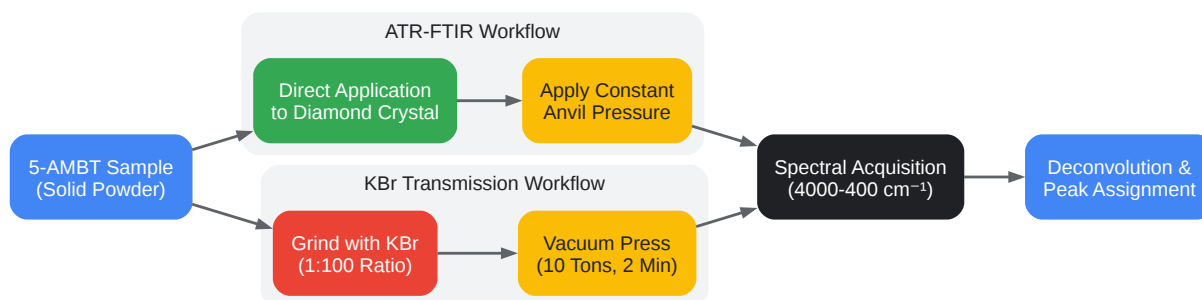 ATR-FTIR Workflow
Direct Application
to Diamond Crystal
Apply Constant
Anvil Pressure
5-AMBT Sample
(Solid Powder)
Spectral Acquisition
(4000-400 cm⁻¹)
Deconvolution &
Peak Assignment
KBr Transmission Workflow
Grind with KBr
(1:100 Ratio)
Vacuum Press
(10 Tons, 2 Min)